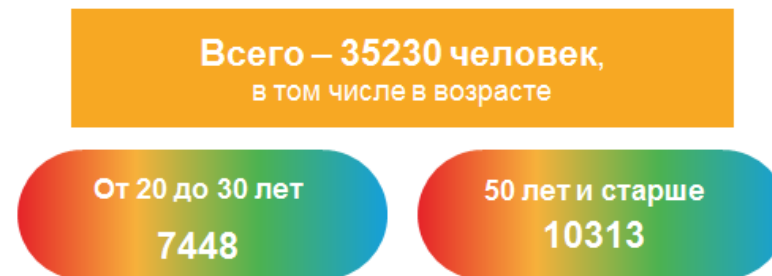 Всего – 35230 человек,
в том числе в возрасте
От 20 до 30 лет
7448
50 лет и старше
10313